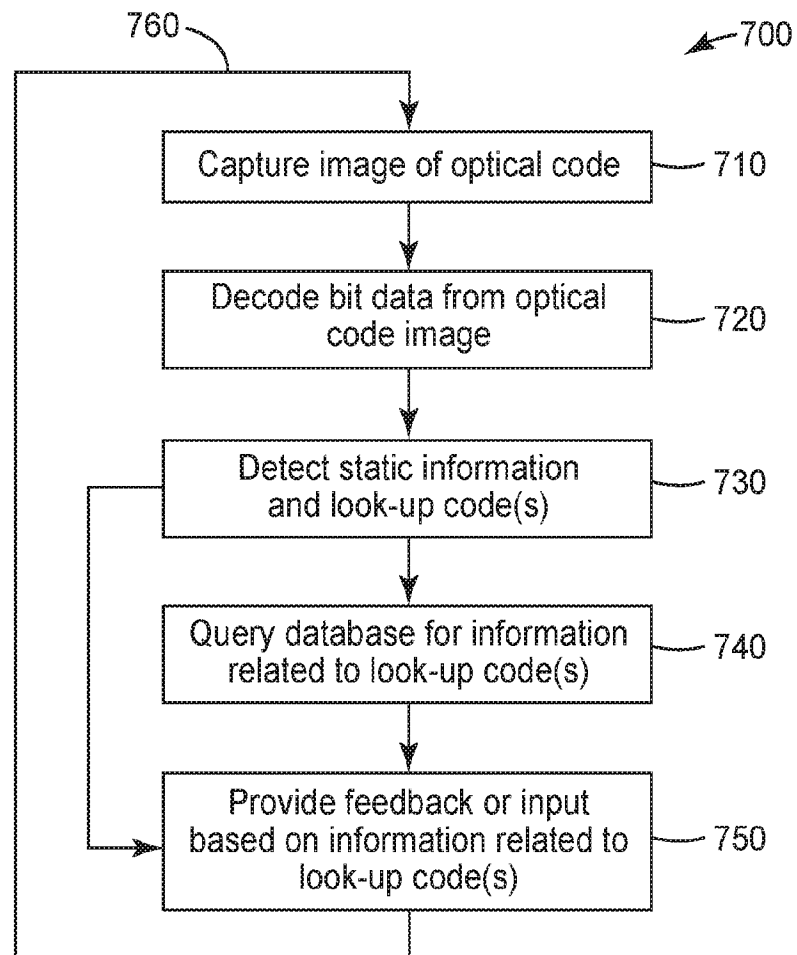 760
700
Capture image of optical code
710
Decode bit data from optical
code image
720
Detect static information
and look-up code(s)
730
Query database for information
related to look-up code(s)
740
Provide feedback or input
based on information related to
look-up code(s)
750